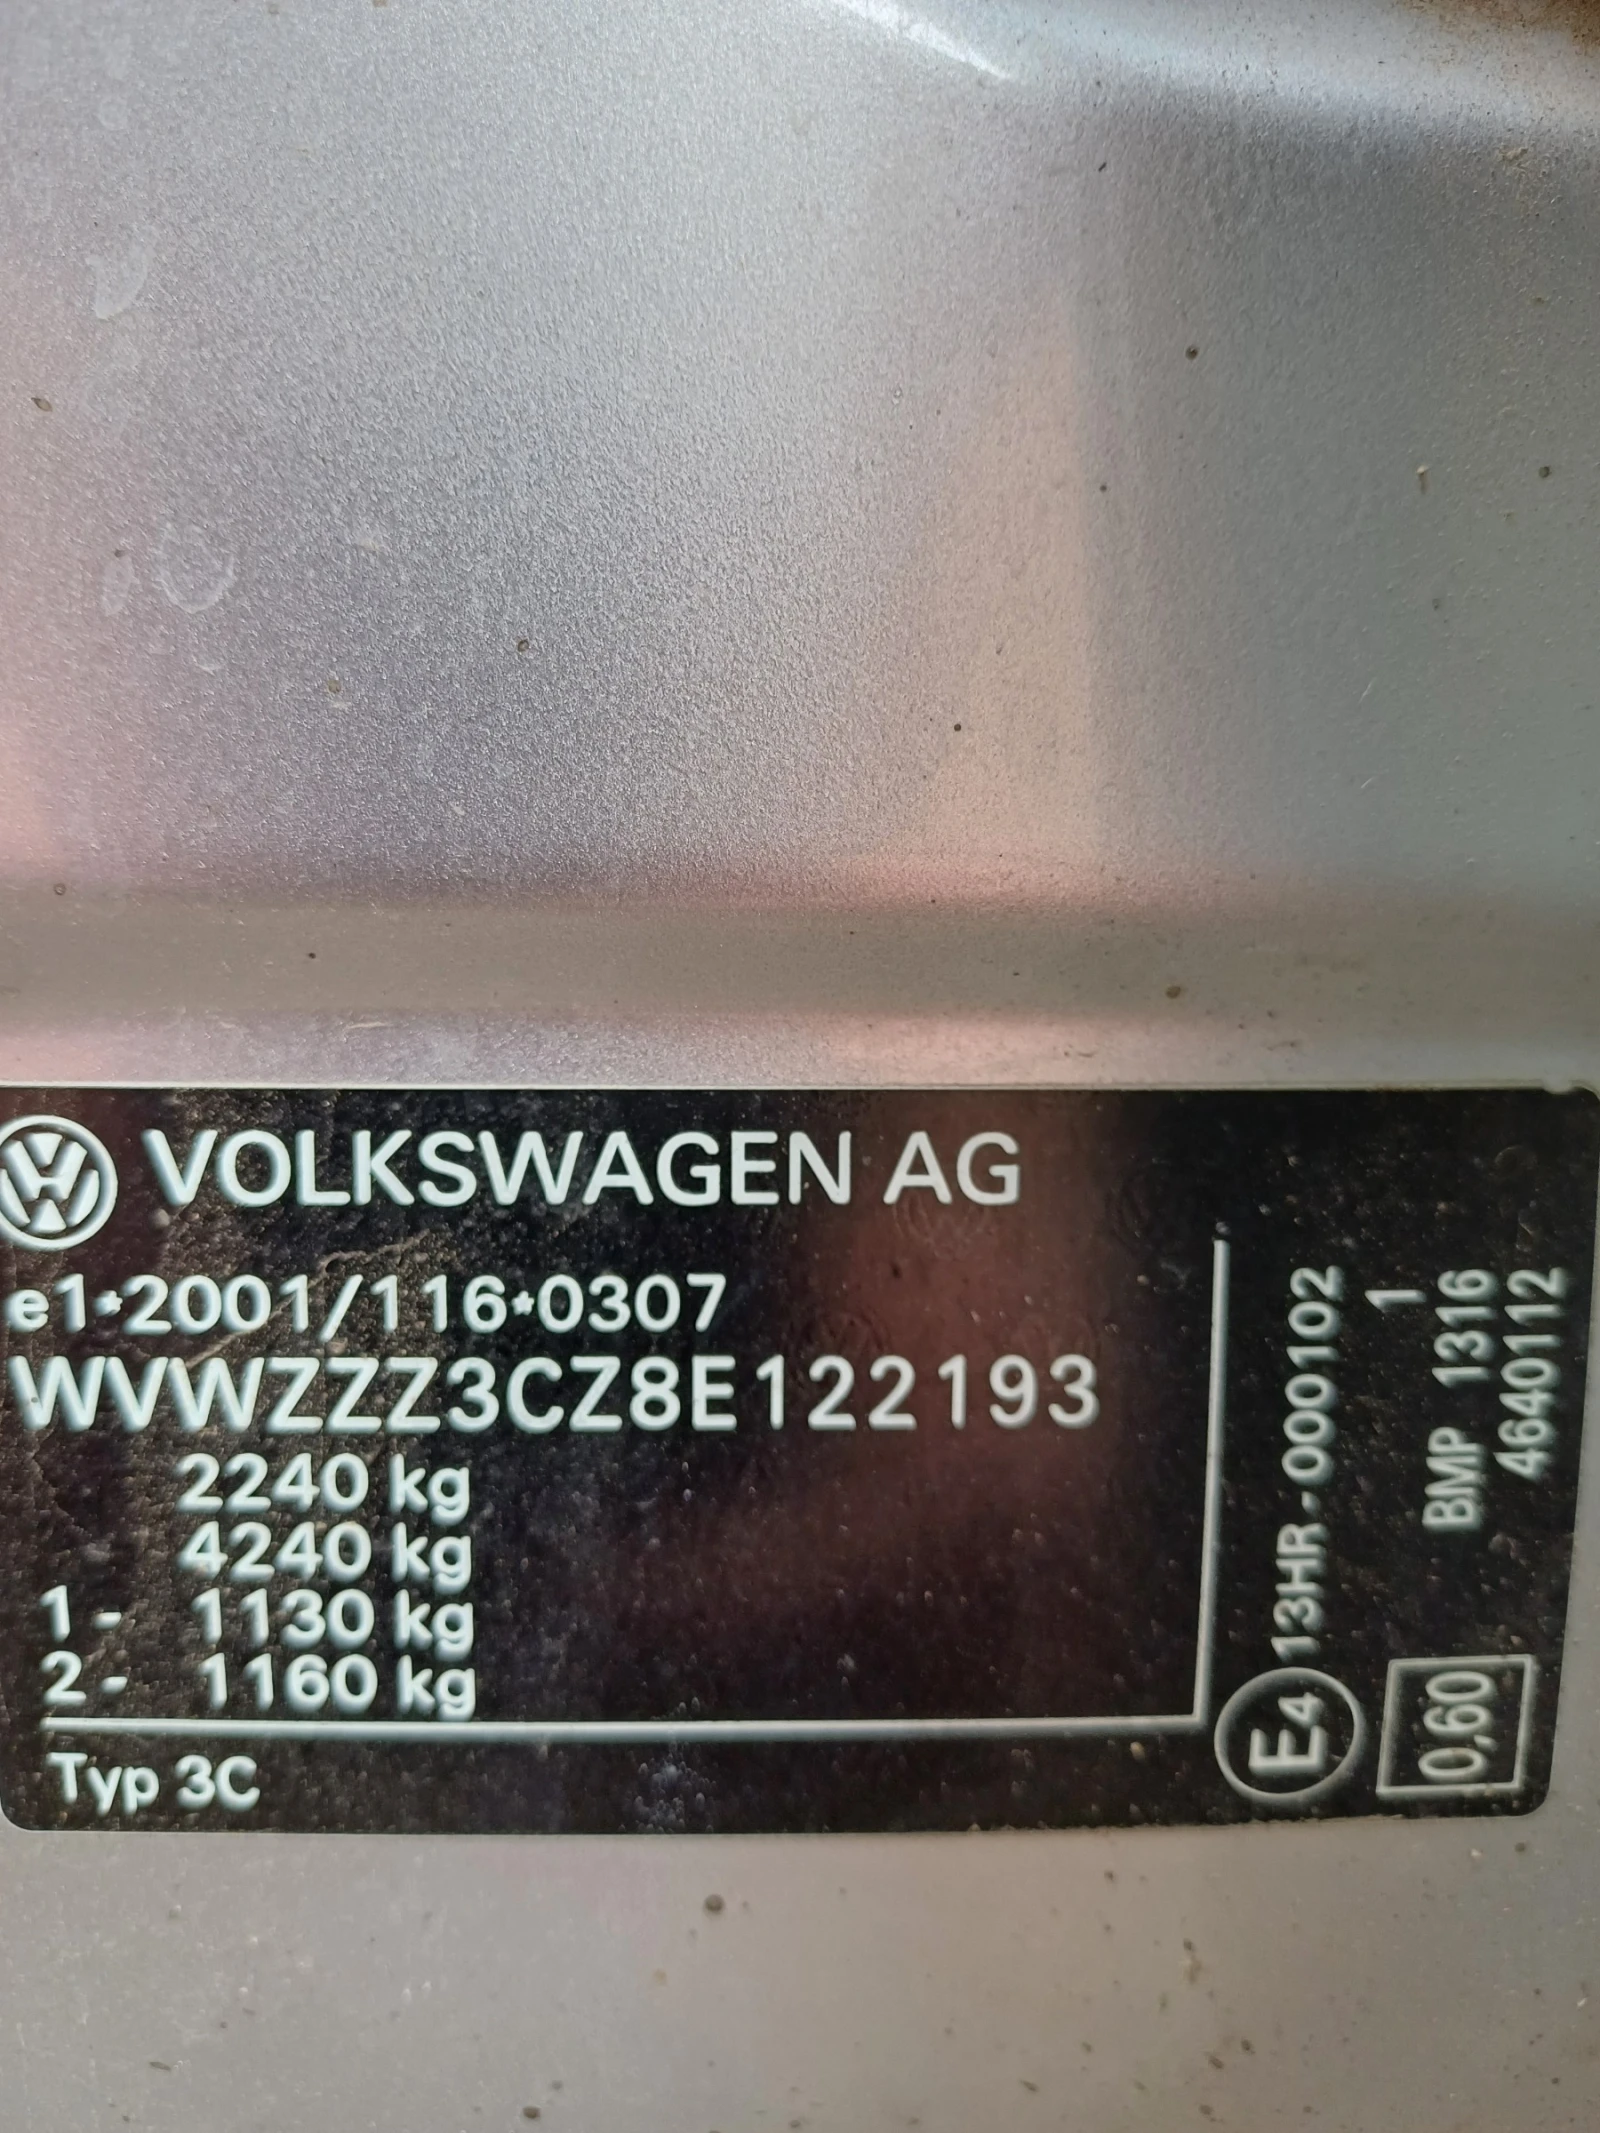 VOLKSWAGEN AG
e1*2001/116*0307
WVWZZZ3CZ8E122193
2240 kg
4240 kg
1 - 1130 kg
2 - 1160 kg
Typ 3C
E4 13HR-000102
1
0,60 BMP 1316
4640112